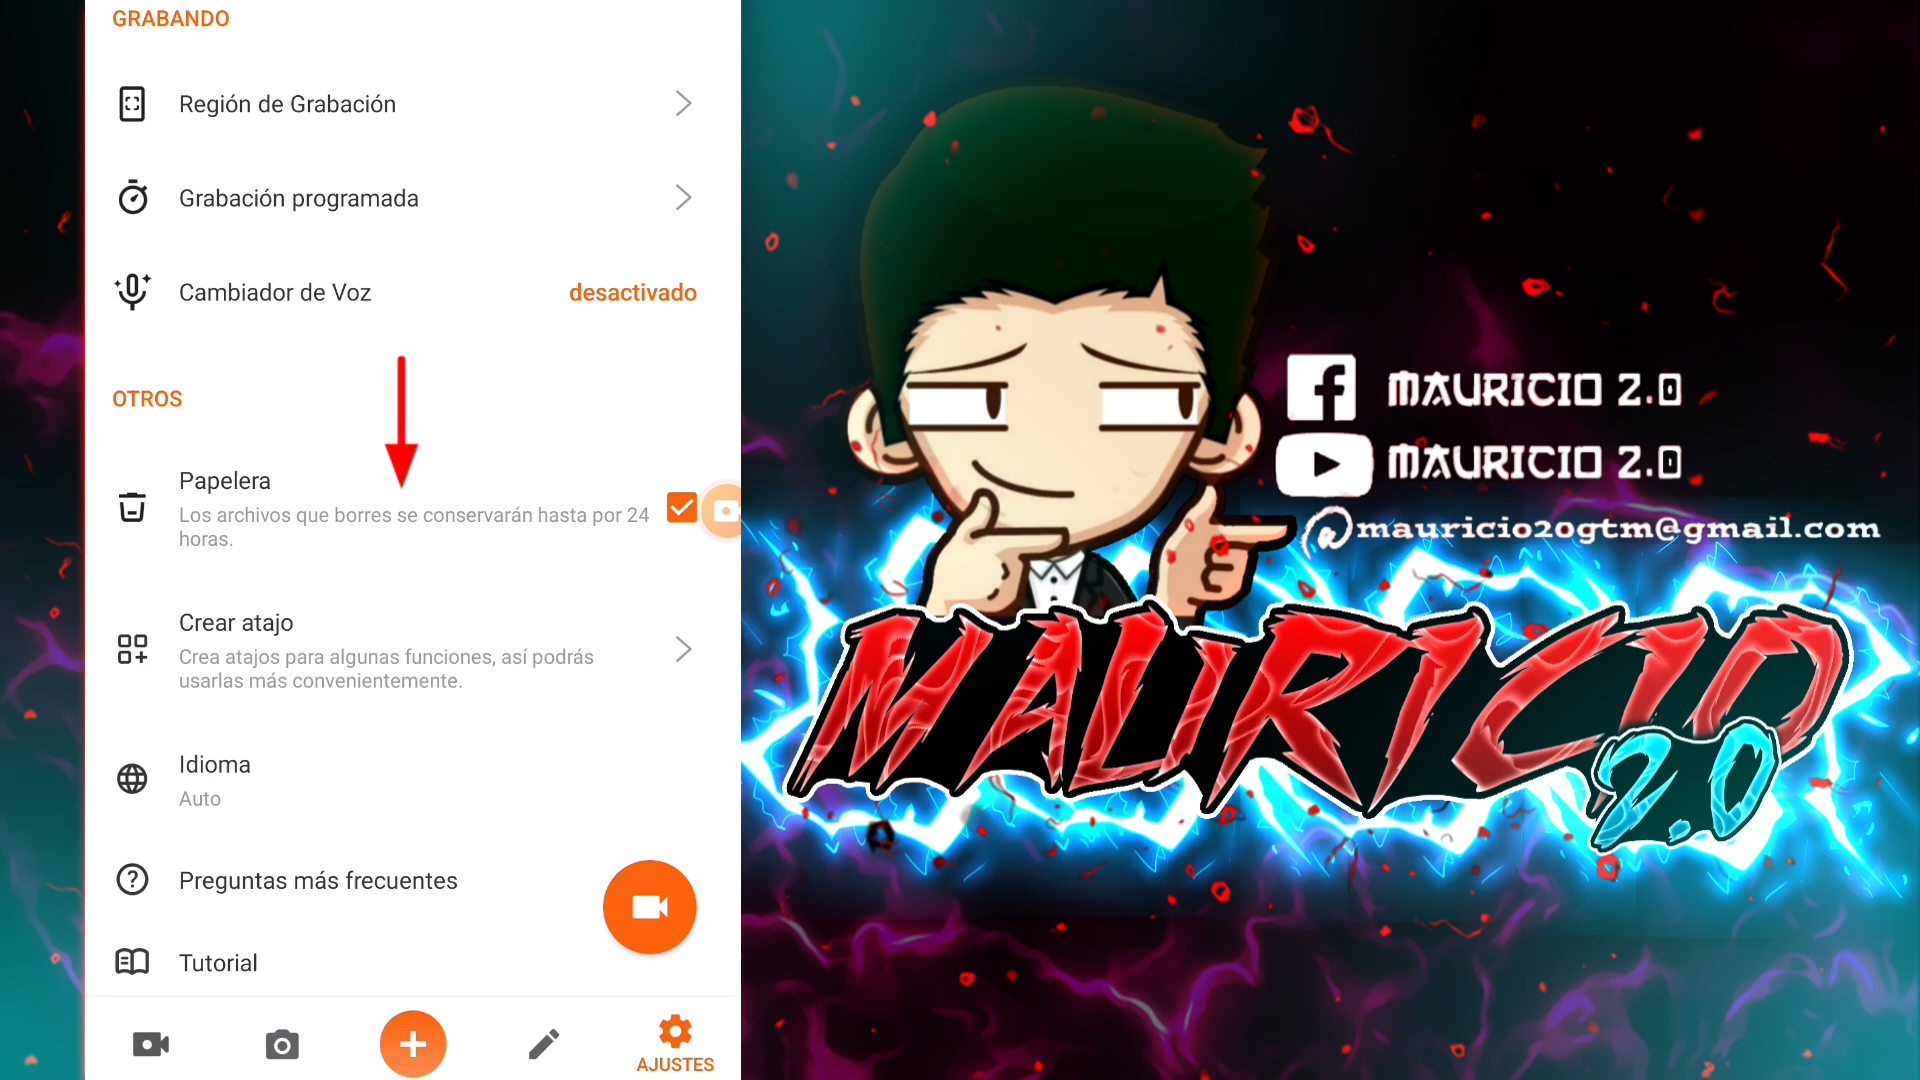 GRABANDO
Región de Grabación
Grabación programada
Cambiador de Voz
desactivado
OTROS
Papelera
Los archivos que borres se conservarán hasta por 24
horas.
Crear atajo
Crea atajos para algunas funciones, así podrás
usarlas más convenientemente.
Idioma
Auto
Preguntas más frecuentes
Tutorial
AJUSTES
MAURICIO 2.0
MAURICIO 2.0
@mauricio20gtm@gmail.com
MAURICIO
2.0